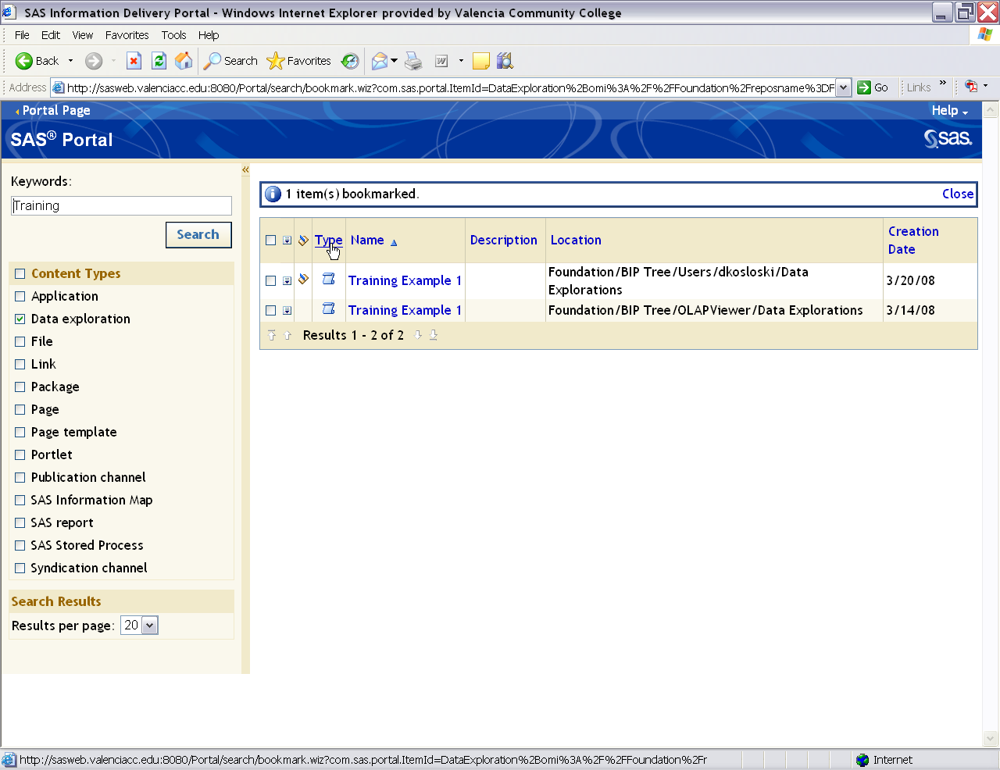 SAS Information Delivery Portal - Windows Internet Explorer provided by Valencia Community College
File Edit View Favorites Tools Help
Back Search Favorites
Address http://sasweb.valenciacc.edu:8080/Portal/search/bookmark.wiz?com.sas.portal.ItemId=DataExploration%2Bomi%3A%2F%2FFoundation%2Freposname%3DF Go Links »
Portal Page Help
SAS® Portal sas.
Keywords:
Training
Search
Content Types
Application
Data exploration
File
Link
Package
Page
Page template
Portlet
Publication channel
SAS Information Map
SAS report
SAS Stored Process
Syndication channel
Search Results
Results per page: 20
«
1 item(s) bookmarked. Close
Type Name Description Location Creation
Date
Training Example 1 Foundation/BIP Tree/Users/dkosloski/Data
Explorations 3/20/08
Training Example 1 Foundation/BIP Tree/OLAPViewer/Data Explorations 3/14/08
Results 1 - 2 of 2
http://sasweb.valenciacc.edu:8080/Portal/search/bookmark.wiz?com.sas.portal.ItemId=DataExploration%2Bomi%3A%2F%2FFoundation%2Fr Internet